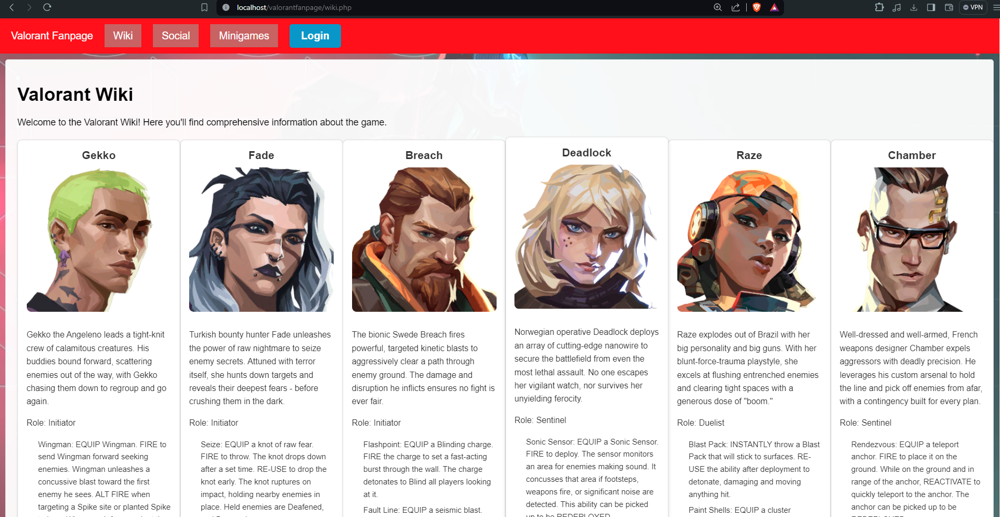 localhost/valorantfanpage/wiki.php
VPN
Valorant Fanpage Wiki Social Minigames Login
Valorant Wiki
Welcome to the Valorant Wiki! Here you'll find comprehensive information about the game.
Gekko
Gekko the Angeleno leads a tight-knit
crew of calamitous creatures. His
buddies bound forward, scattering
enemies out of the way, with Gekko
chasing them down to regroup and go
again.
Role: Initiator
Wingman: EQUIP Wingman. FIRE to
send Wingman forward seeking
enemies. Wingman unleashes a
concussive blast toward the first
enemy he sees. ALT FIRE when
targeting a Spike site or planted Spike
Fade
Turkish bounty hunter Fade unleashes
the power of raw nightmare to seize
enemy secrets. Attuned with terror
itself, she hunts down targets and
reveals their deepest fears - before
crushing them in the dark.
Role: Initiator
Seize: EQUIP a knot of raw fear.
FIRE to throw. The knot drops down
after a set time. RE-USE to drop the
knot early. The knot ruptures on
impact, holding nearby enemies in
place. Held enemies are Deafened,
Breach
The bionic Swede Breach fires
powerful, targeted kinetic blasts to
aggressively clear a path through
enemy ground. The damage and
disruption he inflicts ensures no fight is
ever fair.
Role: Initiator
Flashpoint: EQUIP a Blinding charge.
FIRE the charge to set a fast-acting
burst through the wall. The charge
detonates to Blind all players looking
at it.
Fault Line: EQUIP a seismic blast.
Deadlock
Norwegian operative Deadlock deploys
an array of cutting-edge nanowire to
secure the battlefield from even the
most lethal assault. No one escapes
her vigilant watch, nor survives her
unyielding ferocity.
Role: Sentinel
Sonic Sensor: EQUIP a Sonic Sensor.
FIRE to deploy. The sensor monitors
an area for enemies making sound. It
concusses that area if footsteps,
weapons fire, or significant noise are
detected. This ability can be picked
up to be REDEPLOYED
Raze
Raze explodes out of Brazil with her
big personality and big guns. With her
blunt-force-trauma playstyle, she
excels at flushing entrenched enemies
and clearing tight spaces with a
generous dose of "boom."
Role: Duelist
Blast Pack: INSTANTLY throw a Blast
Pack that will stick to surfaces. RE-
USE the ability after deployment to
detonate, damaging and moving
anything hit.
Paint Shells: EQUIP a cluster
Chamber
Well-dressed and well-armed, French
weapons designer Chamber expels
aggressors with deadly precision. He
leverages his custom arsenal to hold
the line and pick off enemies from afar,
with a contingency built for every plan.
Role: Sentinel
Rendezvous: EQUIP a teleport
anchor. FIRE to place it on the
ground. While on the ground and in
range of the anchor, REACTIVATE to
quickly teleport to the anchor. The
anchor can be picked up to be